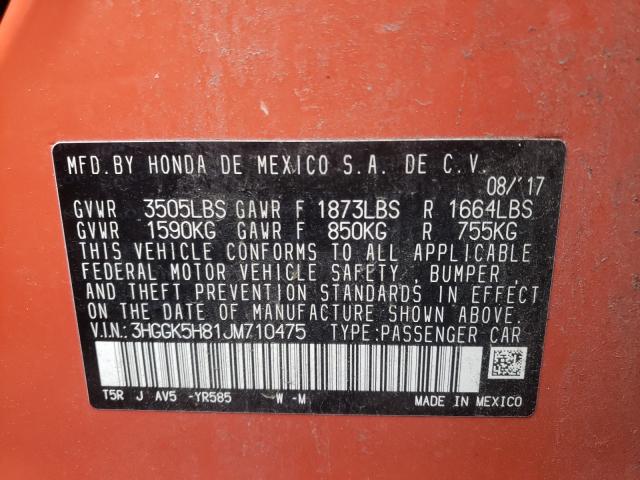 MFD. BY HONDA DE MEXICO S.A. DE C.V.
08/'17
GVWR 3505LBS GAWR F 1873LBS R 1664LBS
GVWR 1590KG GAWR F 850KG R 755KG
THIS VEHICLE CONFORMS TO ALL APPLICABLE
FEDERAL MOTOR VEHICLE SAFETY, BUMPER,
AND THEFT PREVENTION STANDARDS IN EFFECT
ON THE DATE OF MANUFACTURE SHOWN ABOVE.
V.I.N.: 3HGGK5H81JM710475 TYPE: PASSENGER CAR
T5R J AV5 -YR585 W -M MADE IN MEXICO